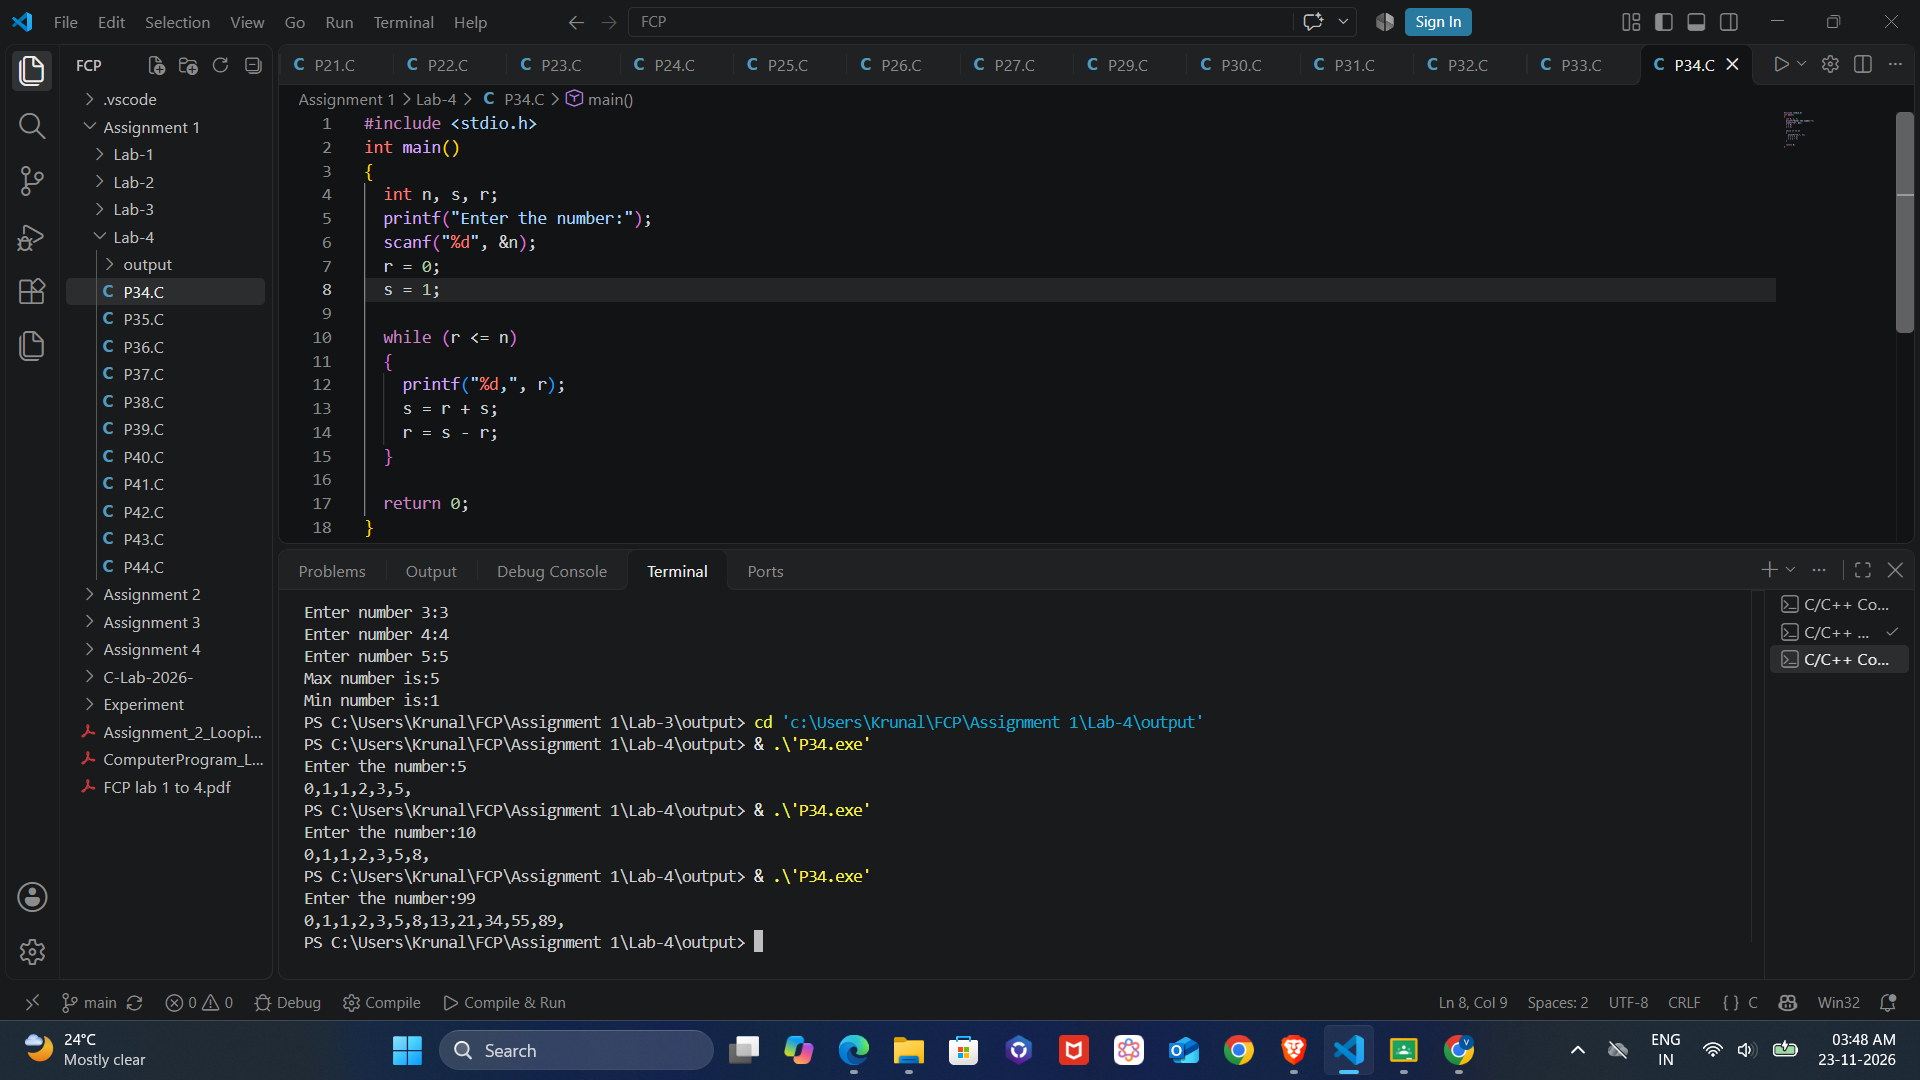 File Edit Selection View Go Run Terminal Help
FCP
Sign In
FCP
.vscode
Assignment 1
Lab-1
Lab-2
Lab-3
Lab-4
output
C P34.C
C P35.C
C P36.C
C P37.C
C P38.C
C P39.C
C P40.C
C P41.C
C P42.C
C P43.C
C P44.C
Assignment 2
Assignment 3
Assignment 4
C-Lab-2026-
Experiment
Assignment_2_Loopi...
ComputerProgram_L...
FCP lab 1 to 4.pdf
C P21.C C P22.C C P23.C C P24.C C P25.C C P26.C C P27.C C P29.C C P30.C C P31.C C P32.C C P33.C C P34.C
Assignment 1 > Lab-4 > C P34.C > main()
1 #include <stdio.h>
2 int main()
3 {
4 int n, s, r;
5 printf("Enter the number:");
6 scanf("%d", &n);
7 r = 0;
8 s = 1;
9
10 while (r <= n)
11 {
12 printf("%d,", r);
13 s = r + s;
14 r = s - r;
15 }
16
17 return 0;
18 }
Problems Output Debug Console Terminal Ports
Enter number 3:3
Enter number 4:4
Enter number 5:5
Max number is:5
Min number is:1
PS C:\Users\Krunal\FCP\Assignment 1\Lab-3\output> cd 'c:\Users\Krunal\FCP\Assignment 1\Lab-4\output'
PS C:\Users\Krunal\FCP\Assignment 1\Lab-4\output> & .\'P34.exe'
Enter the number:5
0,1,1,2,3,5,
PS C:\Users\Krunal\FCP\Assignment 1\Lab-4\output> & .\'P34.exe'
Enter the number:10
0,1,1,2,3,5,8,
PS C:\Users\Krunal\FCP\Assignment 1\Lab-4\output> & .\'P34.exe'
Enter the number:99
0,1,1,2,3,5,8,13,21,34,55,89,
PS C:\Users\Krunal\FCP\Assignment 1\Lab-4\output>
C/C++ Co...
C/C++ ...
C/C++ Co...
main 0 0 Debug Compile Compile & Run
Ln 8, Col 9 Spaces: 2 UTF-8 CRLF { } C Win32
24°C
Mostly clear
Search
ENG
IN
03:48 AM
23-11-2026